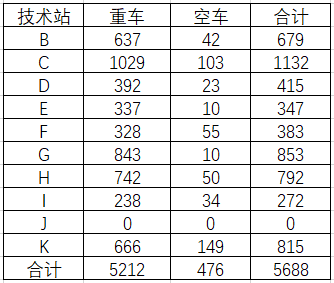 技术站 重车 空车 合计
B 637 42 679
C 1029 103 1132
D 392 23 415
E 337 10 347
F 328 55 383
G 843 10 853
H 742 50 792
I 238 34 272
J 0 0 0
K 666 149 815
合计 5212 476 5688